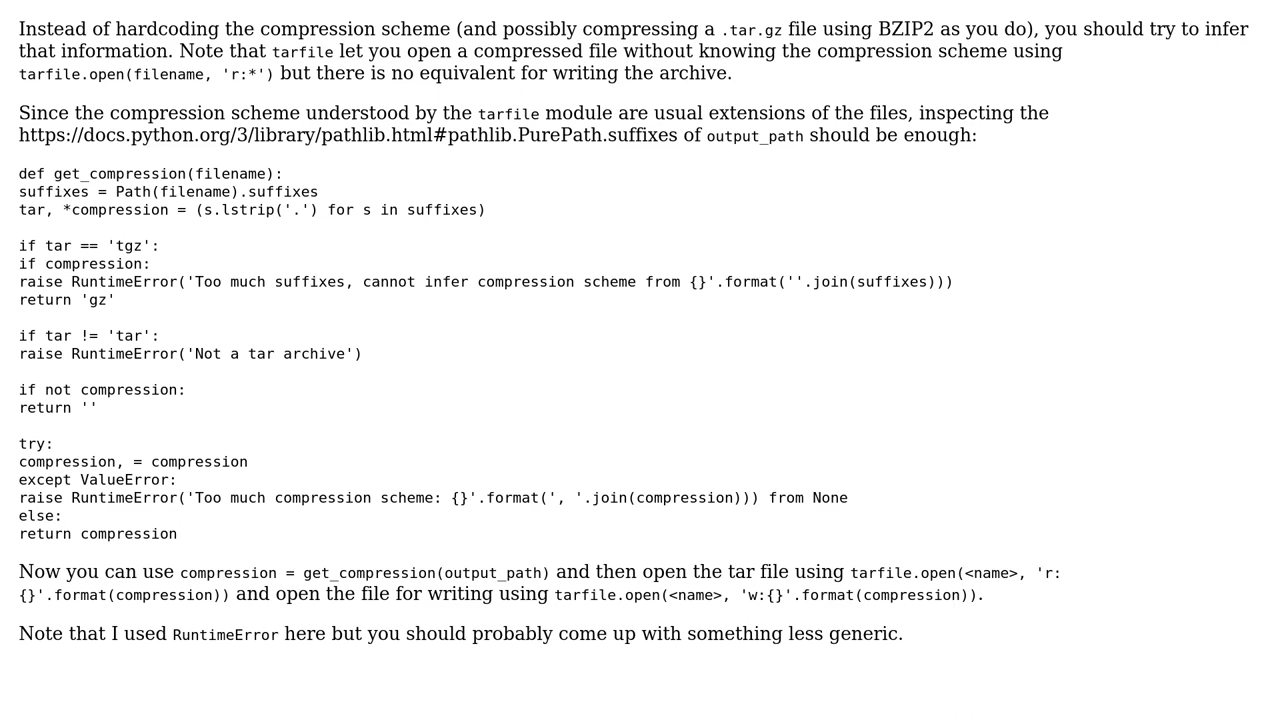 Instead of hardcoding the compression scheme (and possibly compressing a .tar.gz file using BZIP2 as you do), you should try to infer
that information. Note that tarfile let you open a compressed file without knowing the compression scheme using
tarfile.open(filename, 'r:*') but there is no equivalent for writing the archive.
Since the compression scheme understood by the tarfile module are usual extensions of the files, inspecting the
https://docs.python.org/3/library/pathlib.html#pathlib.PurePath.suffixes of output_path should be enough:
def get_compression(filename):
suffixes = Path(filename).suffixes
tar, *compression = (s.lstrip('.') for s in suffixes)
if tar == 'tgz':
if compression:
raise RuntimeError('Too much suffixes, cannot infer compression scheme from {}'.format(''.join(suffixes)))
return 'gz'
if tar != 'tar':
raise RuntimeError('Not a tar archive')
if not compression:
return ''
try:
compression, = compression
except ValueError:
raise RuntimeError('Too much compression scheme: {}'.format(', '.join(compression))) from None
else:
return compression
Now you can use compression = get_compression(output_path) and then open the tar file using tarfile.open(<name>, 'r:
{}'.format(compression)) and open the file for writing using tarfile.open(<name>, 'w:{}'.format(compression)).
Note that I used RuntimeError here but you should probably come up with something less generic.